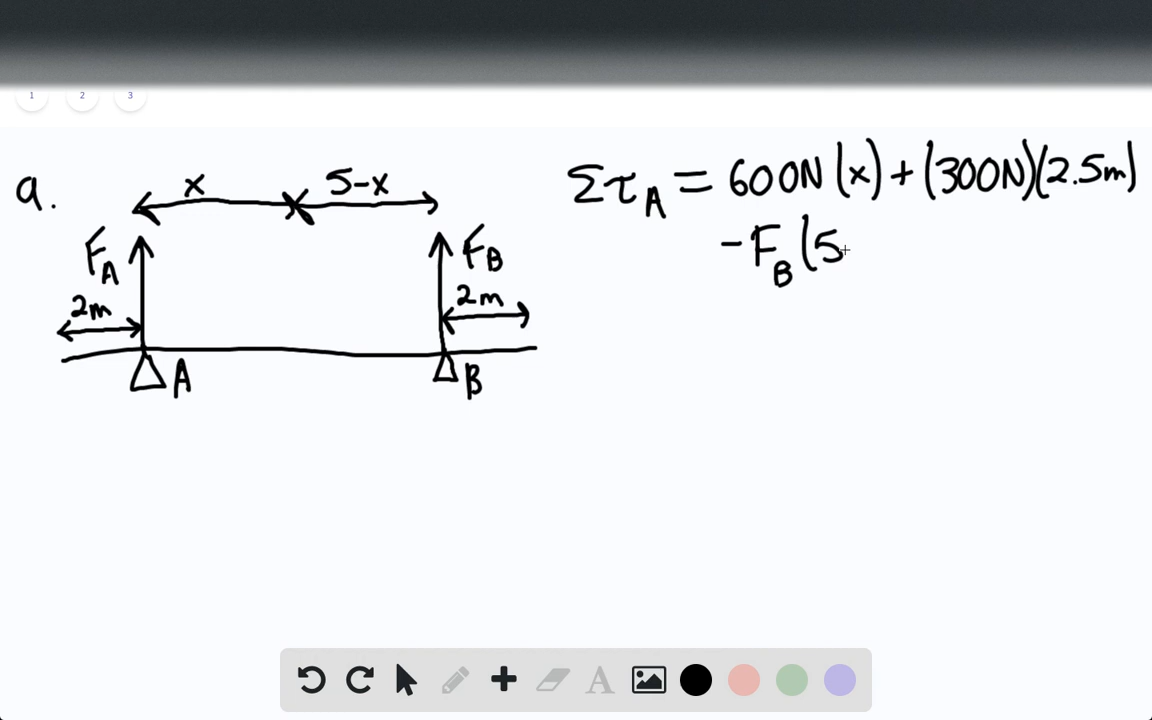 1 2 3
a.
x 5-x
Στ_A = 600N (x) + (300N)(2.5m)
- F_B (5
F_A F_B
2m 2m
A B